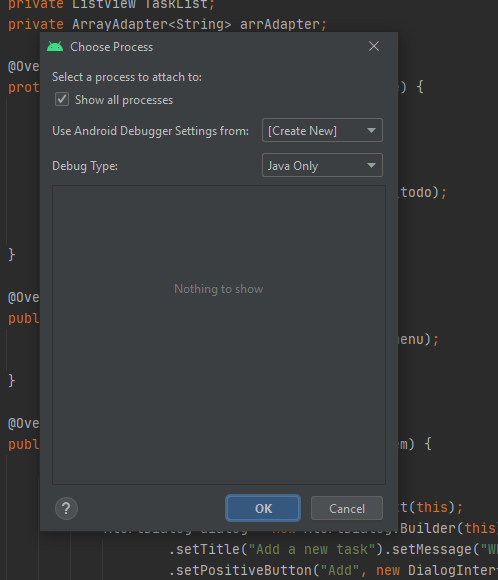 private ListView TaskList;
private ArrayAdapter<String> arrAdapter;
Choose Process
@Ove
Select a process to attach to:
prot
) {
Show all processes
Use Android Debugger Settings from:
[Create New]
Debug Type:
Java Only
todo);
}
Nothing to show
@Ove
publ
menu);
}
@Ove
publ
m) {
?
OK
Cancel
t(this);
AlertDialog dialog = new AlertDialog.Builder(this
.setTitle("Add a new task").setMessage("Wh
.setPositiveButton("Add", new DialogInter